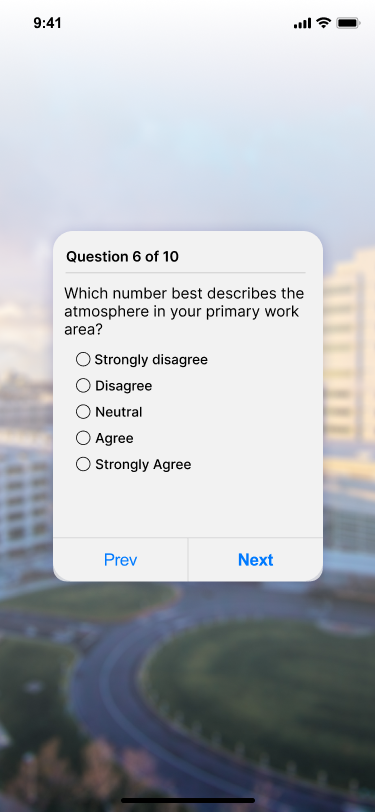 9:41
Question 6 of 10
Which number best describes the
atmosphere in your primary work
area?
Strongly disagree
Disagree
Neutral
Agree
Strongly Agree
Prev
Next